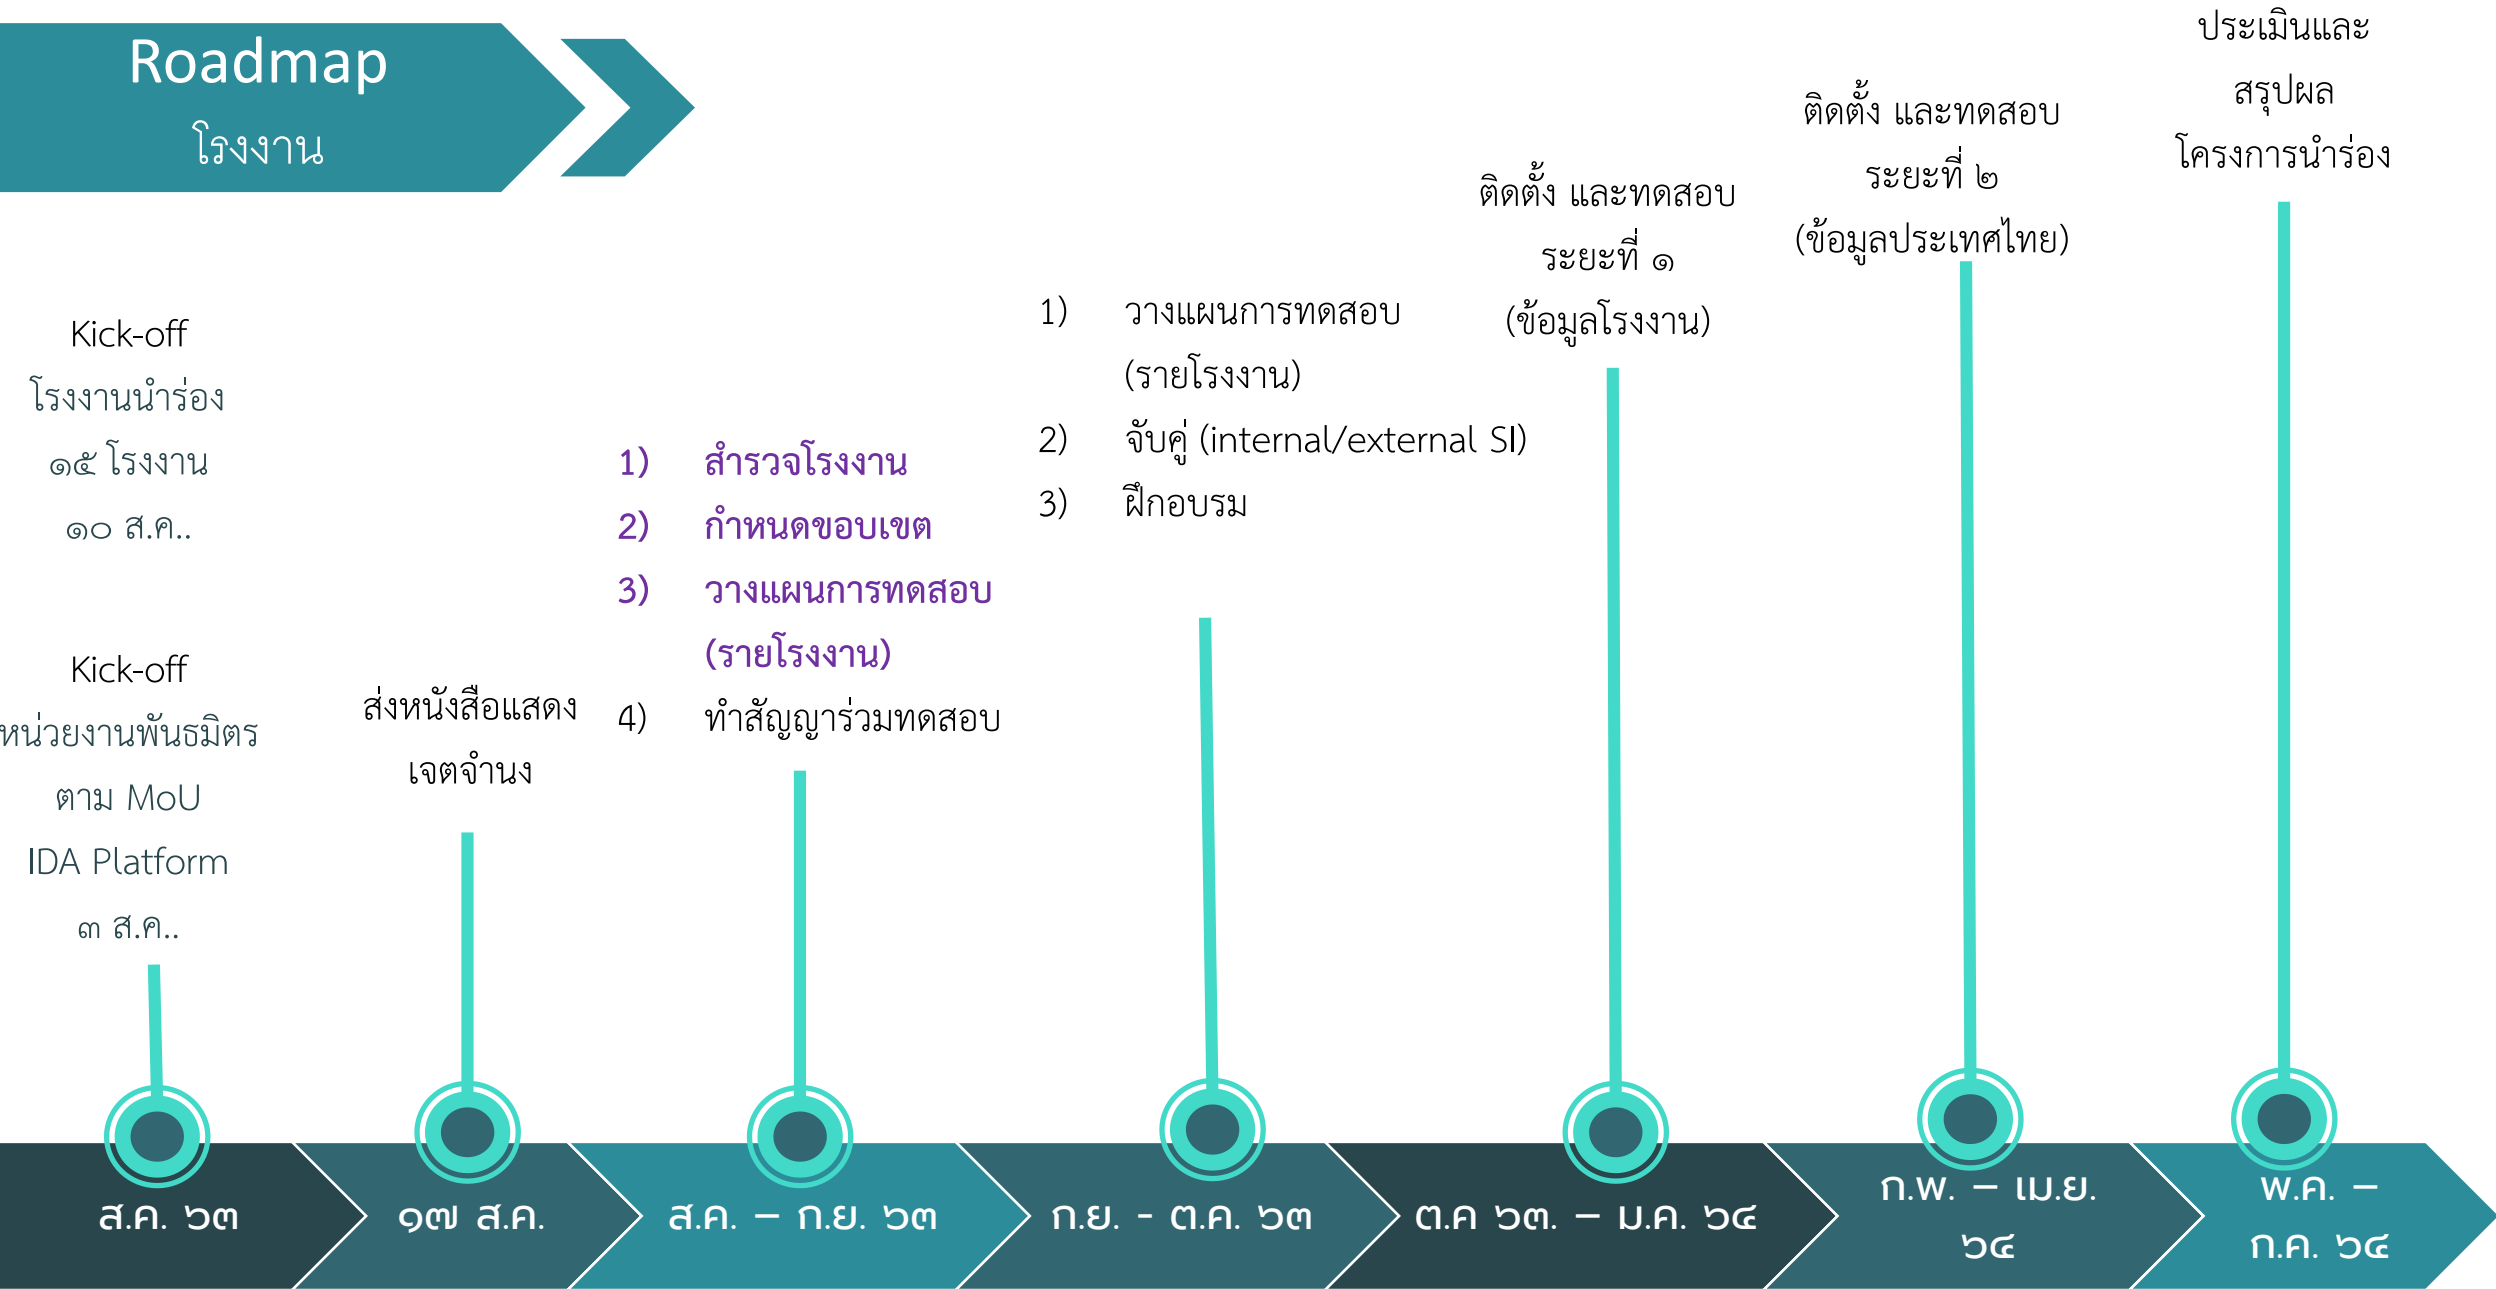 Roadmap
โรงงาน
Kick-off
โรงงานนำร่อง
๑๕ โรงงาน
๑๐ ส.ค..
Kick-off
หน่วยงานพันธมิตร
ตาม MoU
IDA Platform
๓ ส.ค..
ส่งหนังสือแสดง
เจตจำนง
1) สำรวจโรงงาน
2) กำหนดขอบเขต
3) วางแผนการทดสอบ
(รายโรงงาน)
4) ทำสัญญาร่วมทดสอบ
1) วางแผนการทดสอบ
(รายโรงงาน)
2) จับคู่ (internal/external SI)
3) ฝึกอบรม
ติดตั้ง และทดสอบ
ระยะที่ ๑
(ข้อมูลโรงงาน)
ติดตั้ง และทดสอบ
ระยะที่ ๒
(ข้อมูลประเทศไทย)
ประเมินและ
สรุปผล
โครงการนำร่อง
ส.ค. ๖๓
๑๗ ส.ค.
ส.ค. – ก.ย. ๖๓
ก.ย. - ต.ค. ๖๓
ต.ค ๖๓. – ม.ค. ๖๔
ก.พ. – เม.ย.
๖๔
พ.ค. –
ก.ค. ๖๔